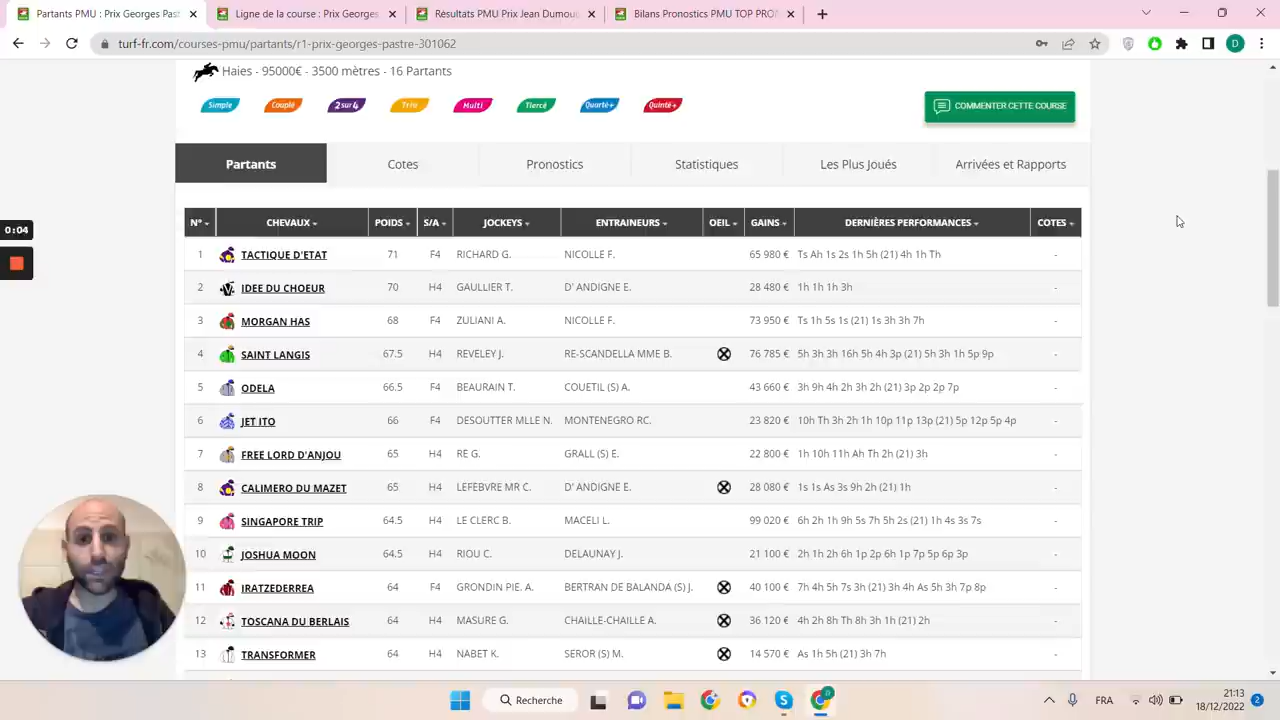 Partants PMU : Prix Georges Past
Ligne de la course : Prix Georges
Résultats PMU Prix Jean Dumou
Bilans Pronostics PMU TOP PRO
turf-fr.com/courses-pmu/partants/r1-prix-georges-pastre-301062
D
Haies - 95000€ - 3500 mètres - 16 Partants
Simple Couplé 2 sur 4 Trio Multi Tiercé Quarté+ Quinté+
COMMENTER CETTE COURSE
Partants Cotes Pronostics Statistiques Les Plus Joués Arrivées et Rapports
N° CHEVAUX POIDS S/A JOCKEYS ENTRAINEURS OEIL GAINS DERNIÈRES PERFORMANCES COTES
0:04
1 TACTIQUE D'ETAT 71 F4 RICHARD G. NICOLLE F. 65 980 € Ts Ah 1s 2s 1h 5h (21) 4h 1h Th -
2 IDEE DU CHOEUR 70 H4 GAULLIER T. D' ANDIGNE E. 28 480 € 1h 1h 1h 3h -
3 MORGAN HAS 68 F4 ZULIANI A. NICOLLE F. 73 950 € Ts 1h 5s 1s (21) 1s 3h 3h 7h -
4 SAINT LANGIS 67.5 H4 REVELEY J. RE-SCANDELLA MME B. 76 785 € 5h 3h 3h 16h 5h 4h 3p (21) 5h 3h 1h 5p 9p -
5 ODELA 66.5 F4 BEAURAIN T. COUETIL (S) A. 43 660 € 3h 9h 4h 2h 3h 2h (21) 3p 2p 2p 7p -
6 JET ITO 66 F4 DESOUTTER MLLE N. MONTENEGRO RC. 23 820 € 10h Th 3h 2h 1h 10p 11p 13p (21) 5p 12p 5p 4p -
7 FREE LORD D'ANJOU 65 H4 RE G. GRALL (S) E. 22 800 € 1h 10h 11h Ah Th 2h (21) 3h -
8 CALIMERO DU MAZET 65 H4 LEFEBVRE MR C. D' ANDIGNE E. 28 080 € 1s 1s As 3s 9h 2h (21) 1h -
9 SINGAPORE TRIP 64.5 H4 LE CLERC B. MACELI L. 99 020 € 6h 2h 1h 9h 5s 7h 5h 2s (21) 1h 4s 3s 7s -
10 JOSHUA MOON 64.5 H4 RIOU C. DELAUNAY J. 21 100 € 2h 1h 2h 6h 1p 2p 6h 1p 7p 5p 6p 3p -
11 IRATZEDERREA 64 F4 GRONDIN PIE. A. BERTRAN DE BALANDA (S) J. 40 100 € 7h 4h 5h 7s 3h (21) 3h 4h As 5h 3h 7p 8p -
12 TOSCANA DU BERLAIS 64 H4 MASURE G. CHAILLE-CHAILLE A. 36 120 € 4h 2h 8h Th 8h 3h 1h (21) 2h -
13 TRANSFORMER 64 H4 NABET K. SEROR (S) M. 14 570 € As 1h 5h (21) 3h 7h -
Recherche
FRA
21:13
18/12/2022
2